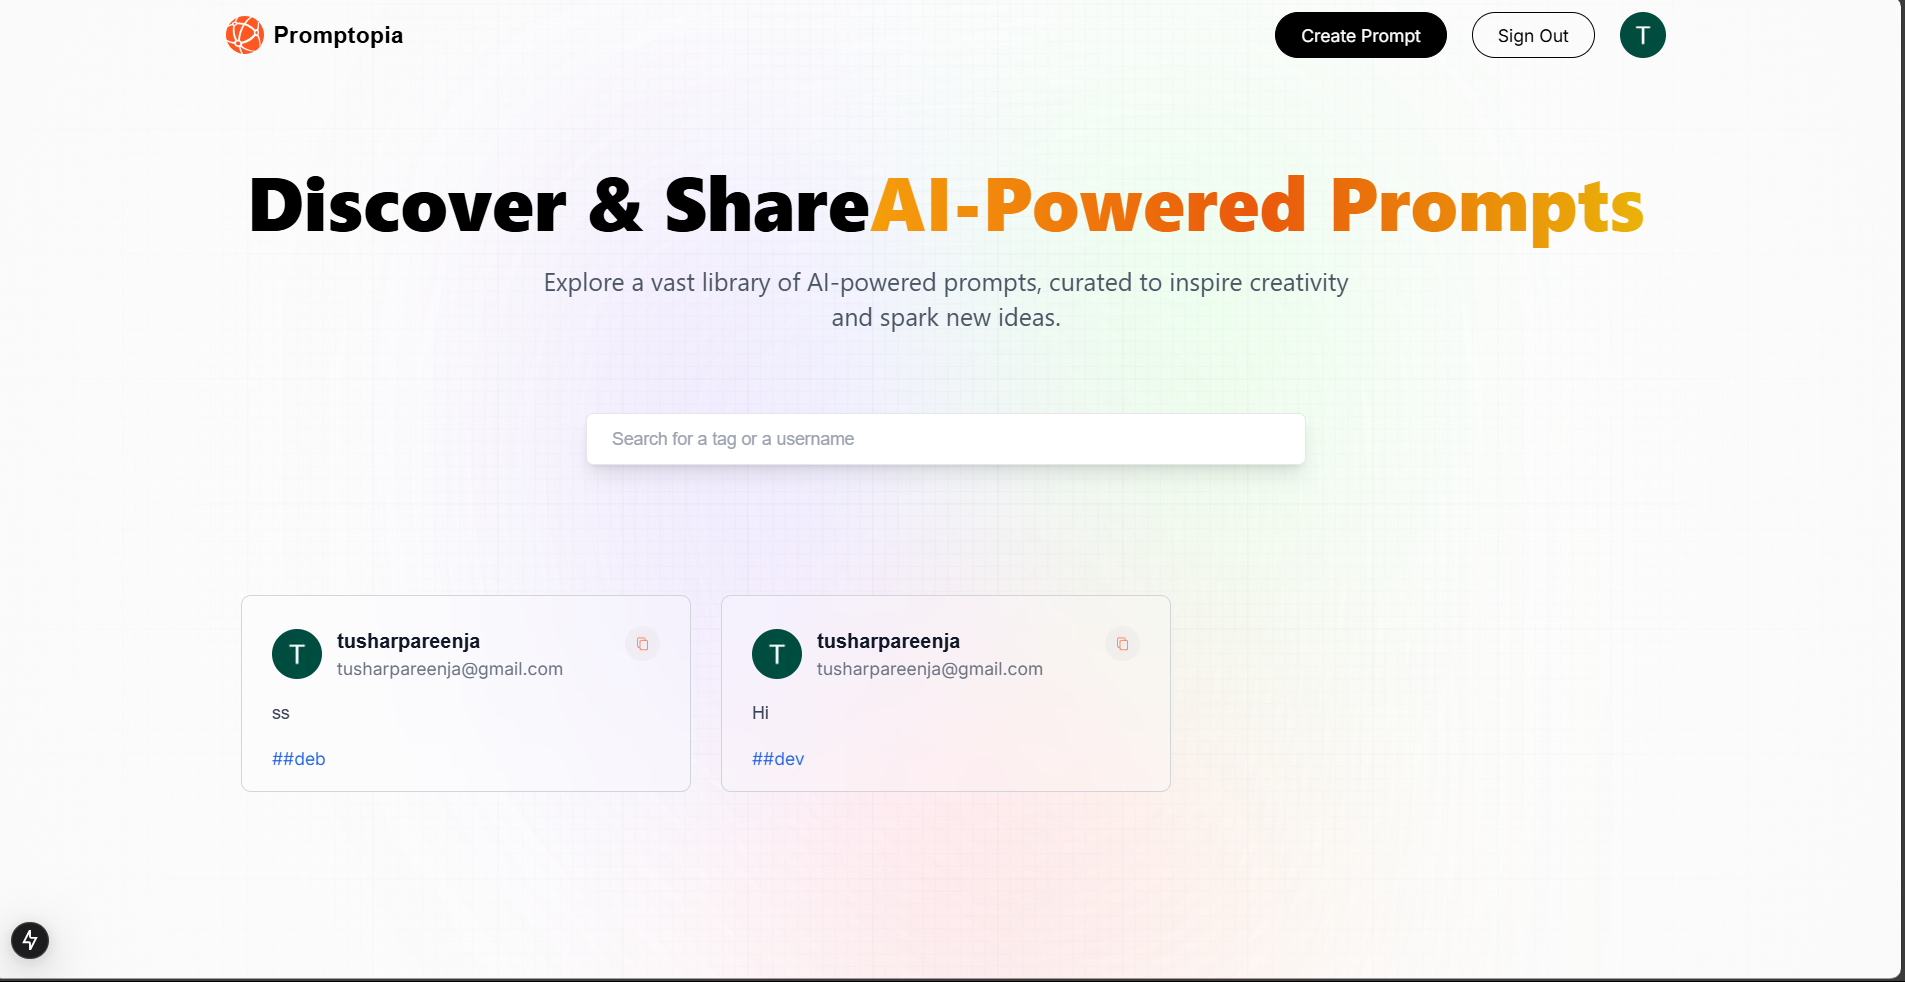 Promptopia
Create Prompt
Sign Out
T
Discover & ShareAI-Powered Prompts
Explore a vast library of AI-powered prompts, curated to inspire creativity
and spark new ideas.
Search for a tag or a username
T
tusharpareenja
tusharpareenja@gmail.com
ss
##deb
T
tusharpareenja
tusharpareenja@gmail.com
Hi
##dev